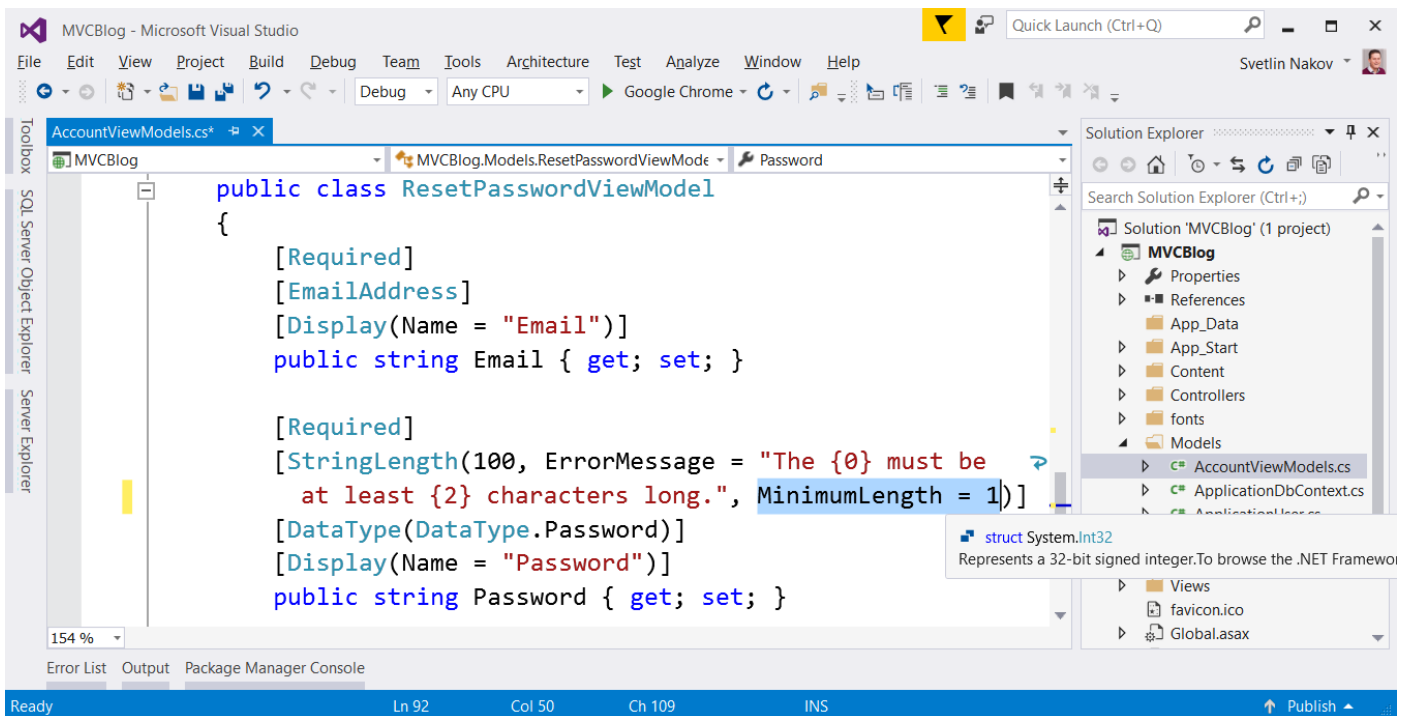 MVCBlog - Microsoft Visual Studio
Quick Launch (Ctrl+Q)
File Edit View Project Build Debug Team Tools Architecture Test Analyze Window Help
Svetlin Nakov
Debug Any CPU Google Chrome
Toolbox
SQL Server Object Explorer
Server Explorer
AccountViewModels.cs*
MVCBlog MVCBlog.Models.ResetPasswordViewMode Password
public class ResetPasswordViewModel
{
[Required]
[EmailAddress]
[Display(Name = "Email")]
public string Email { get; set; }
[Required]
[StringLength(100, ErrorMessage = "The {0} must be
at least {2} characters long.", MinimumLength = 1)]
[DataType(DataType.Password)]
[Display(Name = "Password")]
public string Password { get; set; }
struct System.Int32
Represents a 32-bit signed integer.To browse the .NET Framewo
154 %
Solution Explorer
Search Solution Explorer (Ctrl+;)
Solution 'MVCBlog' (1 project)
MVCBlog
Properties
References
App_Data
App_Start
Content
Controllers
fonts
Models
C# AccountViewModels.cs
C# ApplicationDbContext.cs
C# ApplicationUser.cs
Views
favicon.ico
Global.asax
Error List Output Package Manager Console
Ready Ln 92 Col 50 Ch 109 INS Publish